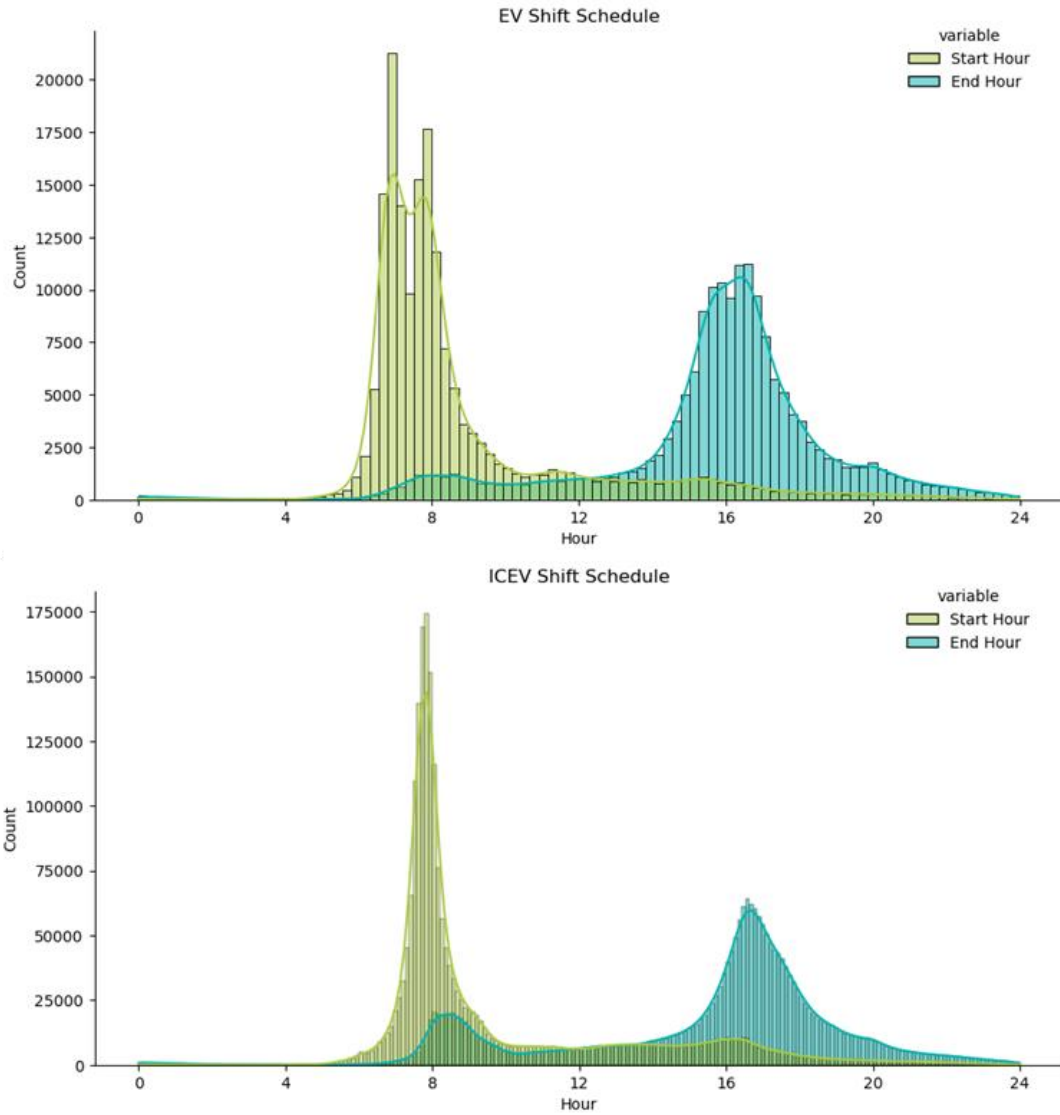 EV Shift Schedule
variable
Start Hour
End Hour
20000
17500
15000
12500
10000
7500
5000
2500
0
Count
0 4 8 12 16 20 24
Hour
ICEV Shift Schedule
variable
Start Hour
End Hour
175000
150000
125000
100000
75000
50000
25000
0
Count
0 4 8 12 16 20 24
Hour